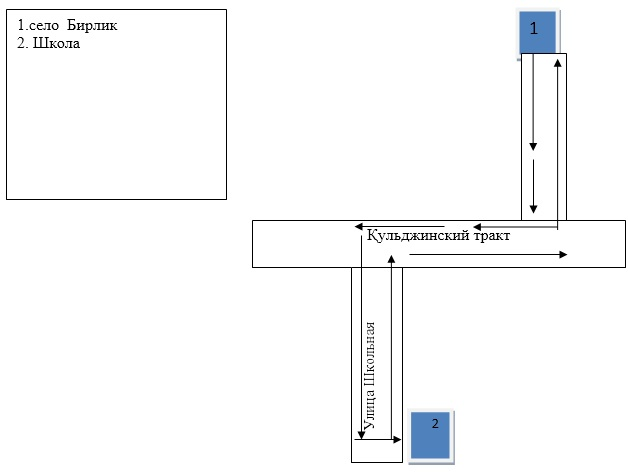 1.село  Бирлик
2. Школа
1
Кульджинский тракт
Улица Школьная
2